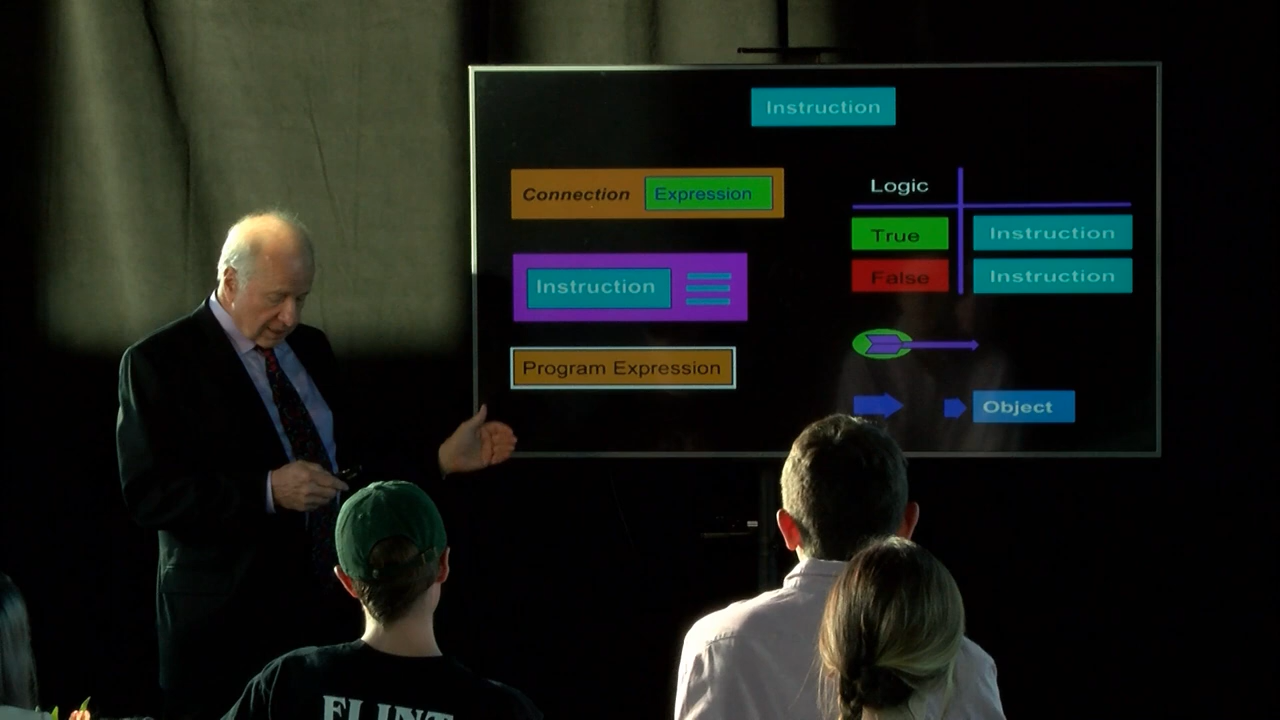 Instruction
Connection Expression
Instruction
Program Expression
Logic
True Instruction
False Instruction
Object
FLINT